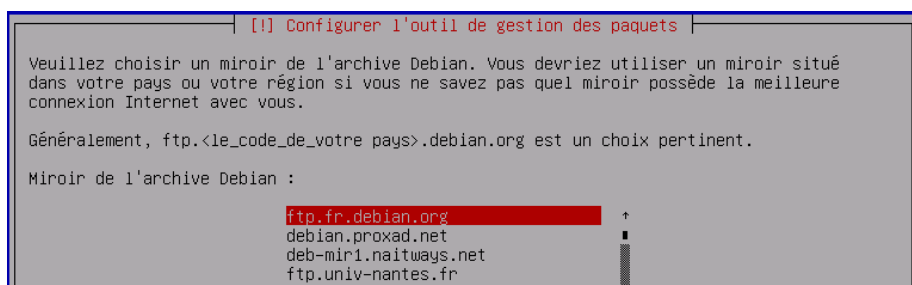 [!] Configurer l'outil de gestion des paquets
Veuillez choisir un miroir de l'archive Debian. Vous devriez utiliser un miroir situé
dans votre pays ou votre région si vous ne savez pas quel miroir possède la meilleure
connexion Internet avec vous.
Généralement, ftp.<le_code_de_votre pays>.debian.org est un choix pertinent.
Miroir de l'archive Debian :
ftp.fr.debian.org
debian.proxad.net
deb-mir1.naitways.net
ftp.univ-nantes.fr